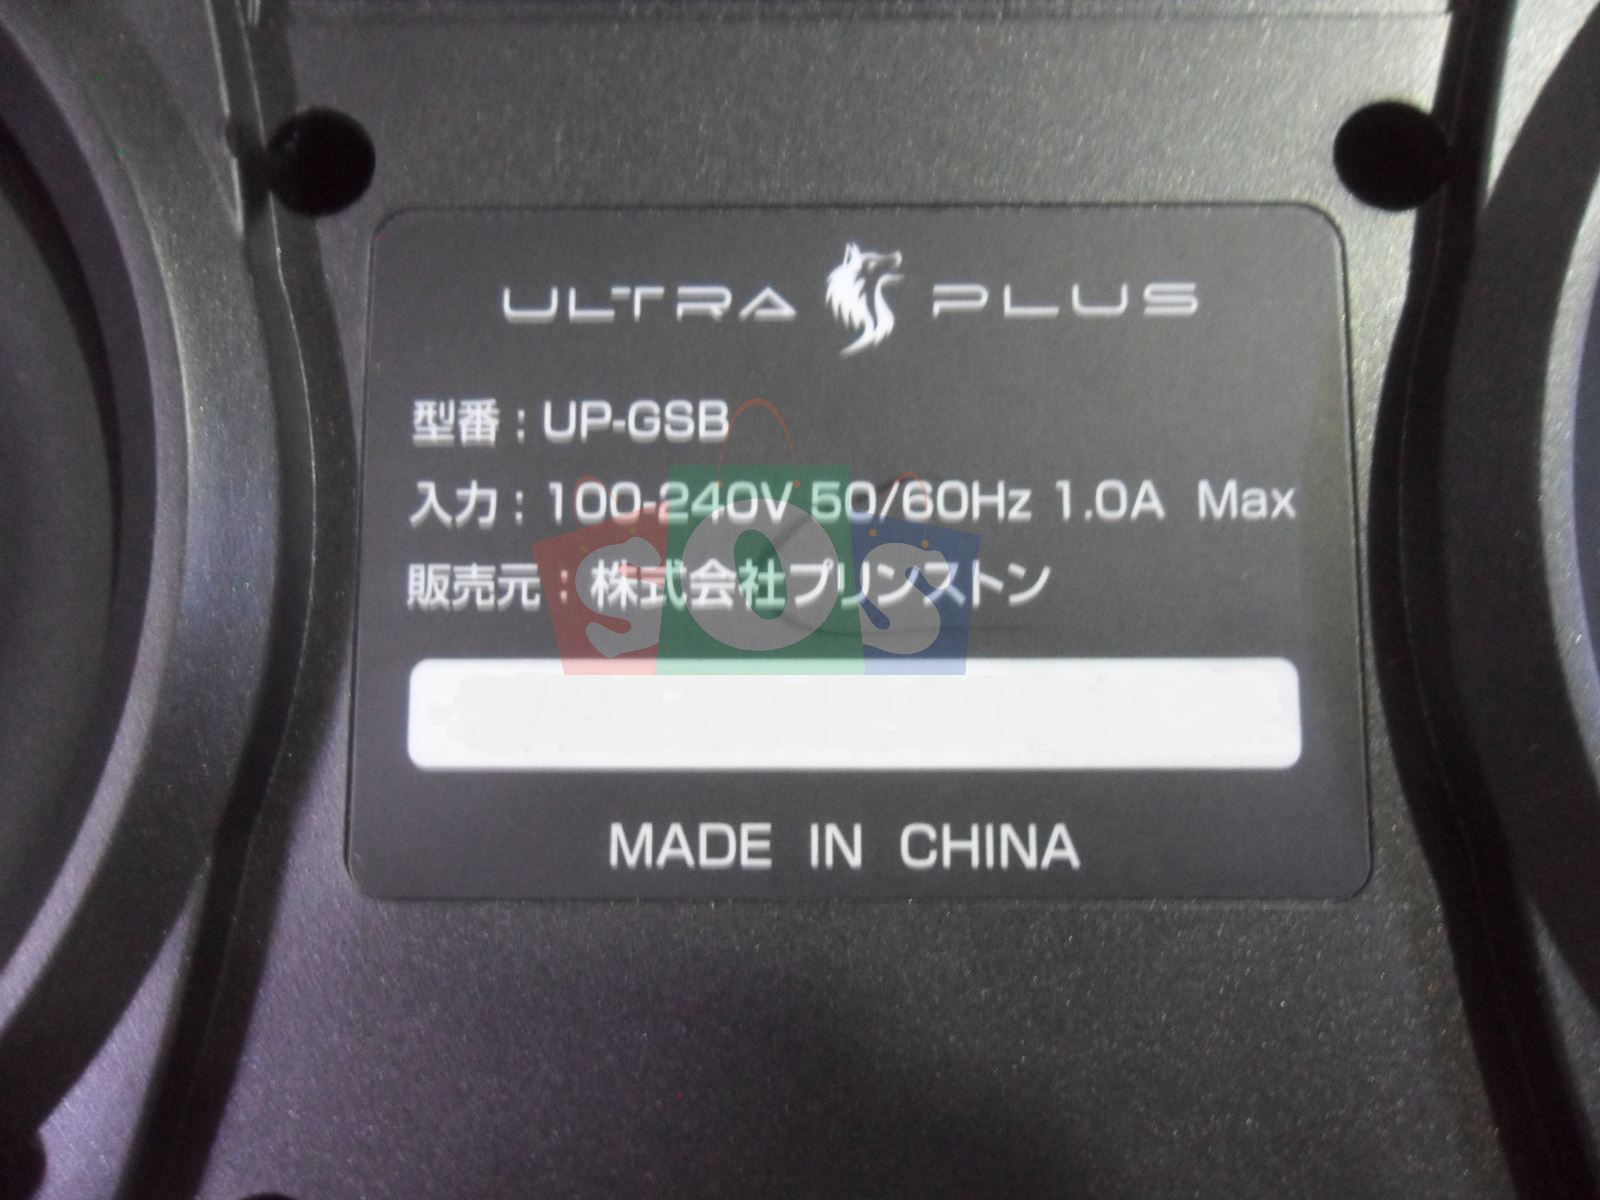 ULTRA PLUS
型番：UP-GSB
入力：100-240V 50/60Hz 1.0A Max
販売元：株式会社プリンストン
SOS
MADE IN CHINA